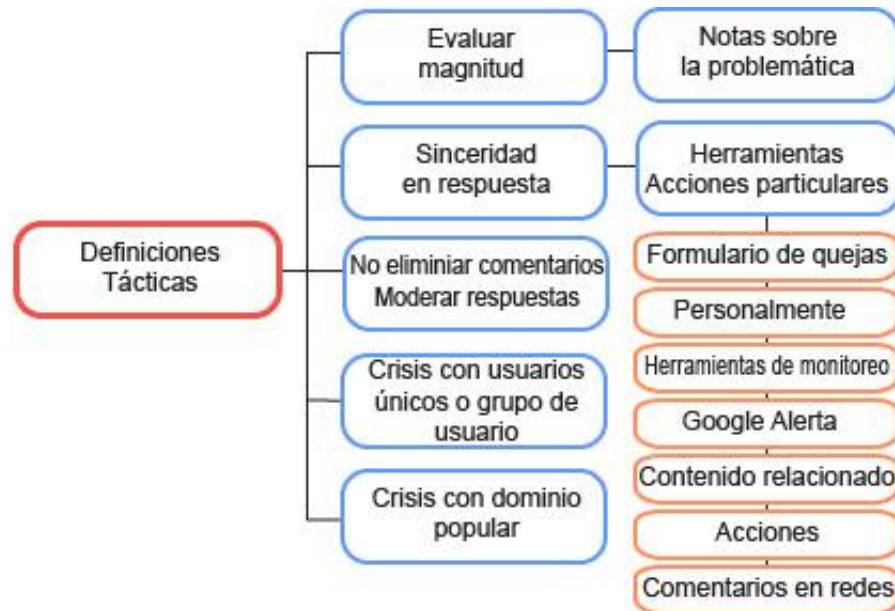 Definiciones
Tácticas
Evaluar
magnitud
Notas sobre
la problemática
Sinceridad
en respuesta
Herramientas
Acciones particulares
No eliminiar comentarios
Moderar respuestas
Crisis con usuarios
únicos o grupo de
usuario
Crisis con dominio
popular
Formulario de quejas
Personalmente
Herramientas de monitoreo
Google Alerta
Contenido relacionado
Acciones
Comentarios en redes